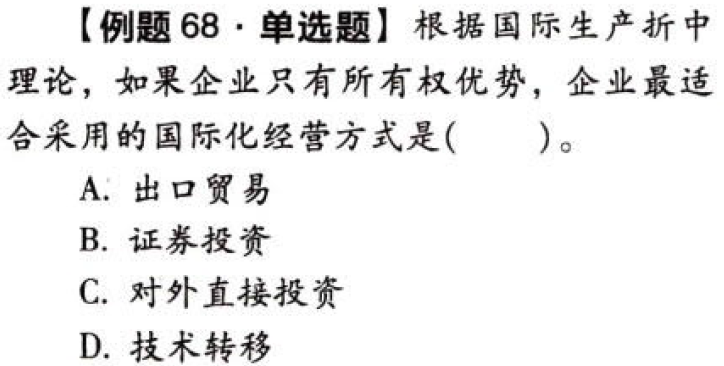 【例题 68·单选题】根据国际生产折中
理论，如果企业只有所有权优势，企业最适
合采用的国际化经营方式是(  )。
A. 出口贸易
B. 证券投资
C. 对外直接投资
D. 技术转移